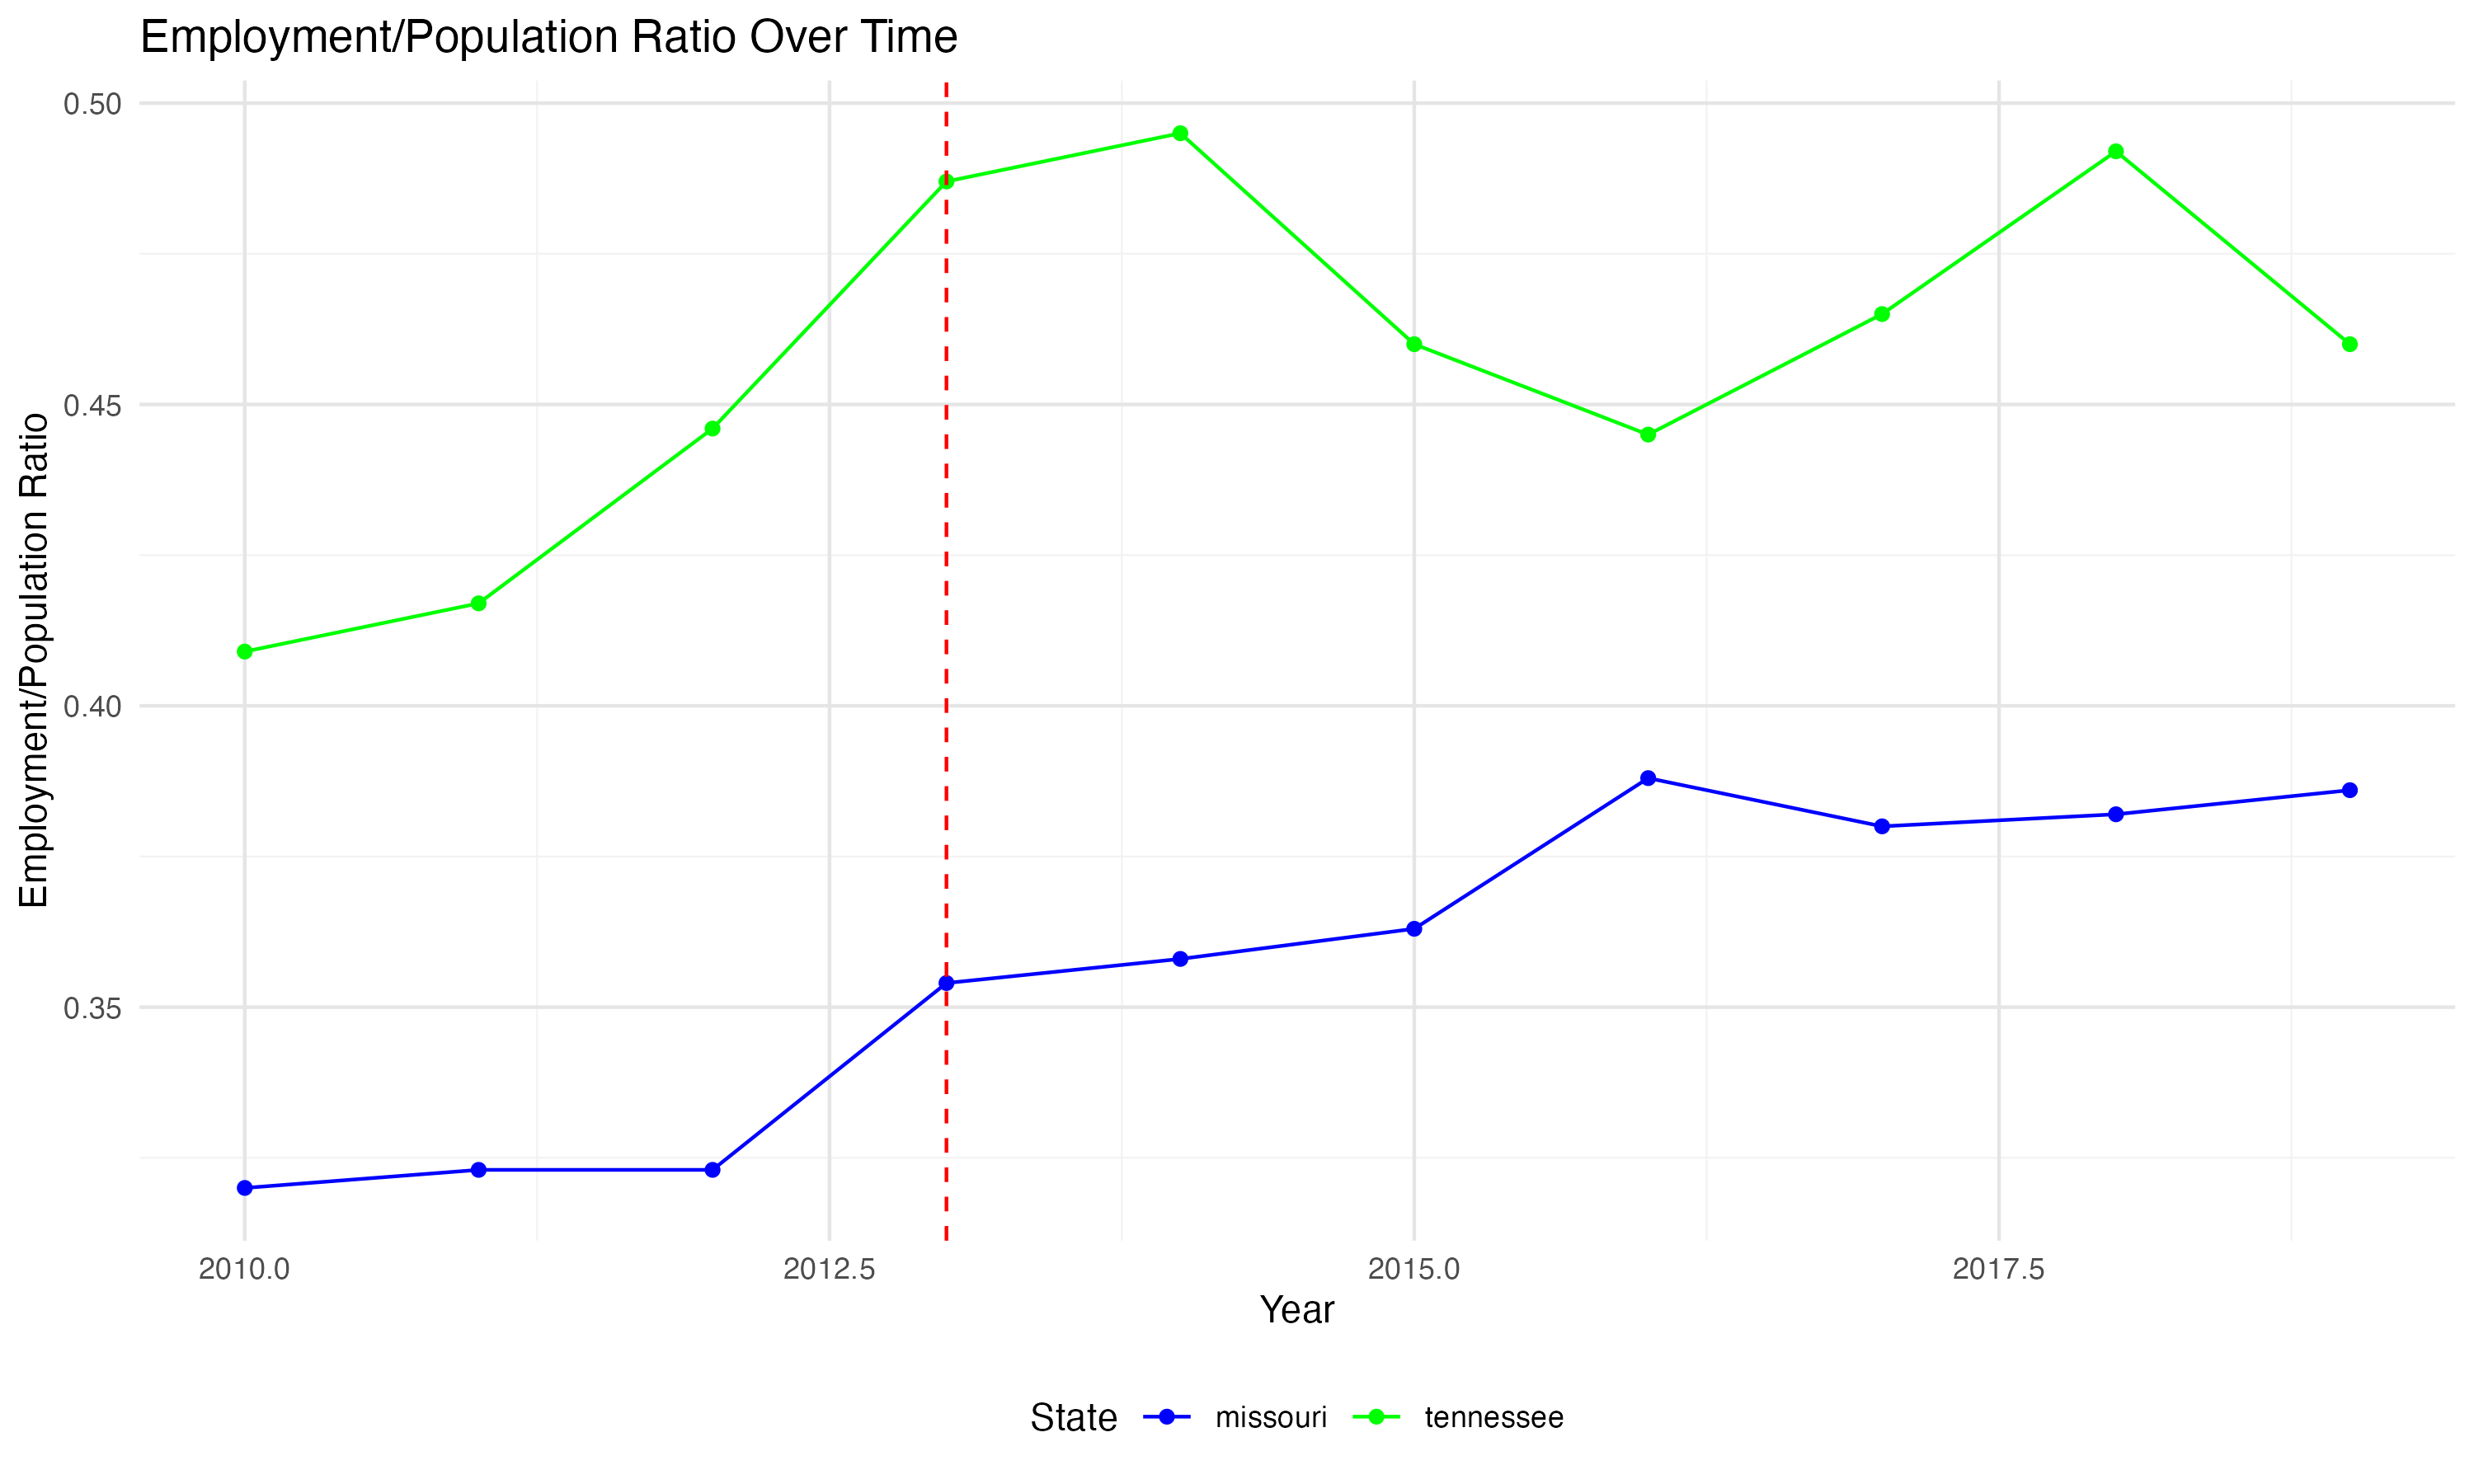 Employment/Population Ratio Over Time
Employment/Population Ratio
0.50
0.45
0.40
0.35
2010.0 2012.5 2015.0 2017.5
Year
State missouri tennessee